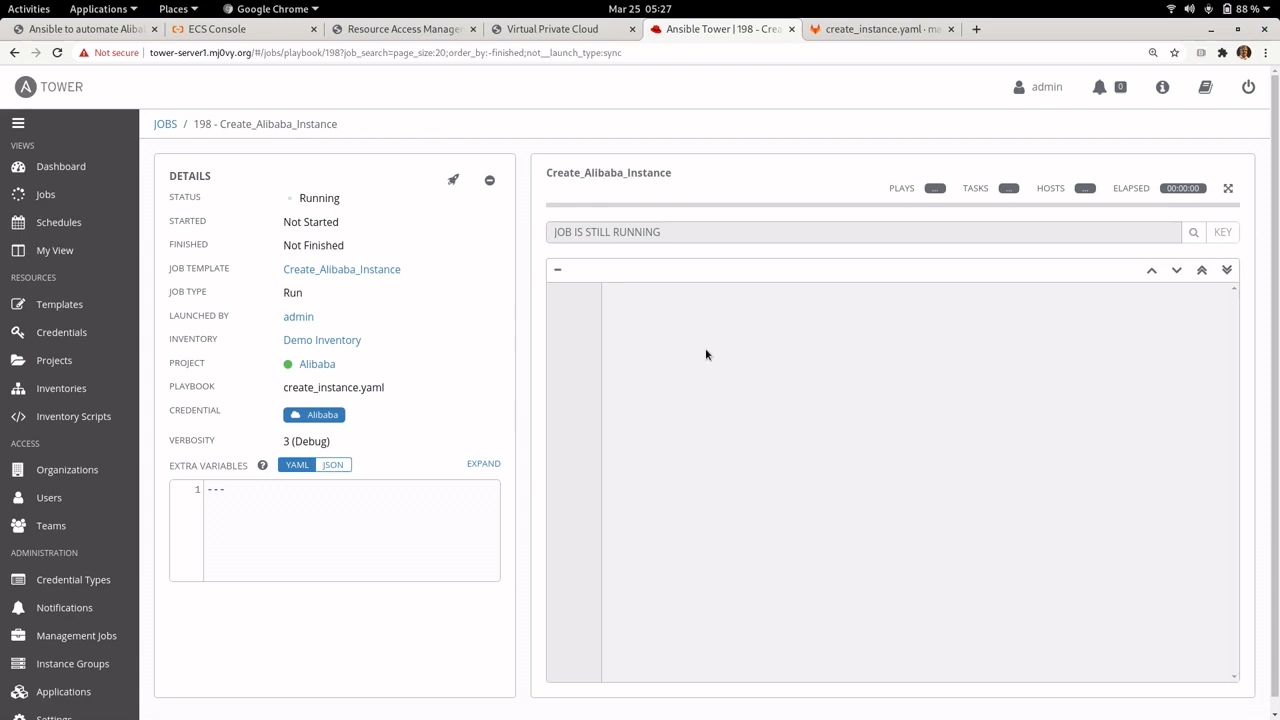 Activities Applications Places Google Chrome Mar 25 05:27 88 %
Ansible to automate Alibal
ECS Console
Resource Access Manage
Virtual Private Cloud
Ansible Tower | 198 - Crea
create_instance.yaml · ma
Not secure tower-server1.mj0vy.org/#/jobs/playbook/198?job_search=page_size:20;order_by:-finished;not__launch_type:sync
A TOWER
admin
0
VIEWS
Dashboard
Jobs
Schedules
My View
RESOURCES
Templates
Credentials
Projects
Inventories
Inventory Scripts
ACCESS
Organizations
Users
Teams
ADMINISTRATION
Credential Types
Notifications
Management Jobs
Instance Groups
Applications
Settings
JOBS / 198 - Create_Alibaba_Instance
DETAILS
STATUS Running
STARTED Not Started
FINISHED Not Finished
JOB TEMPLATE Create_Alibaba_Instance
JOB TYPE Run
LAUNCHED BY admin
INVENTORY Demo Inventory
PROJECT Alibaba
PLAYBOOK create_instance.yaml
CREDENTIAL Alibaba
VERBOSITY 3 (Debug)
EXTRA VARIABLES ? YAML JSON EXPAND
1 ---
Create_Alibaba_Instance
PLAYS ... TASKS ... HOSTS ... ELAPSED 00:00:00
JOB IS STILL RUNNING KEY